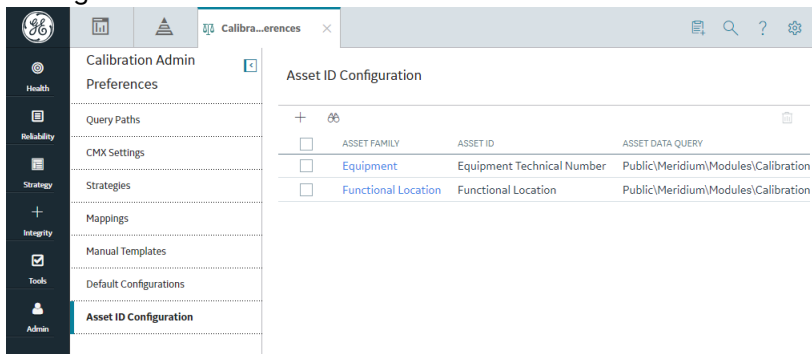 Calibra...erences
?
Health
Reliability
Strategy
Integrity
Tools
Admin
Calibration Admin
Preferences
Query Paths
CMX Settings
Strategies
Mappings
Manual Templates
Default Configurations
Asset ID Configuration
Asset ID Configuration
ASSET FAMILY ASSET ID ASSET DATA QUERY
Equipment Equipment Technical Number Public\Meridium\Modules\Calibration
Functional Location Functional Location Public\Meridium\Modules\Calibration